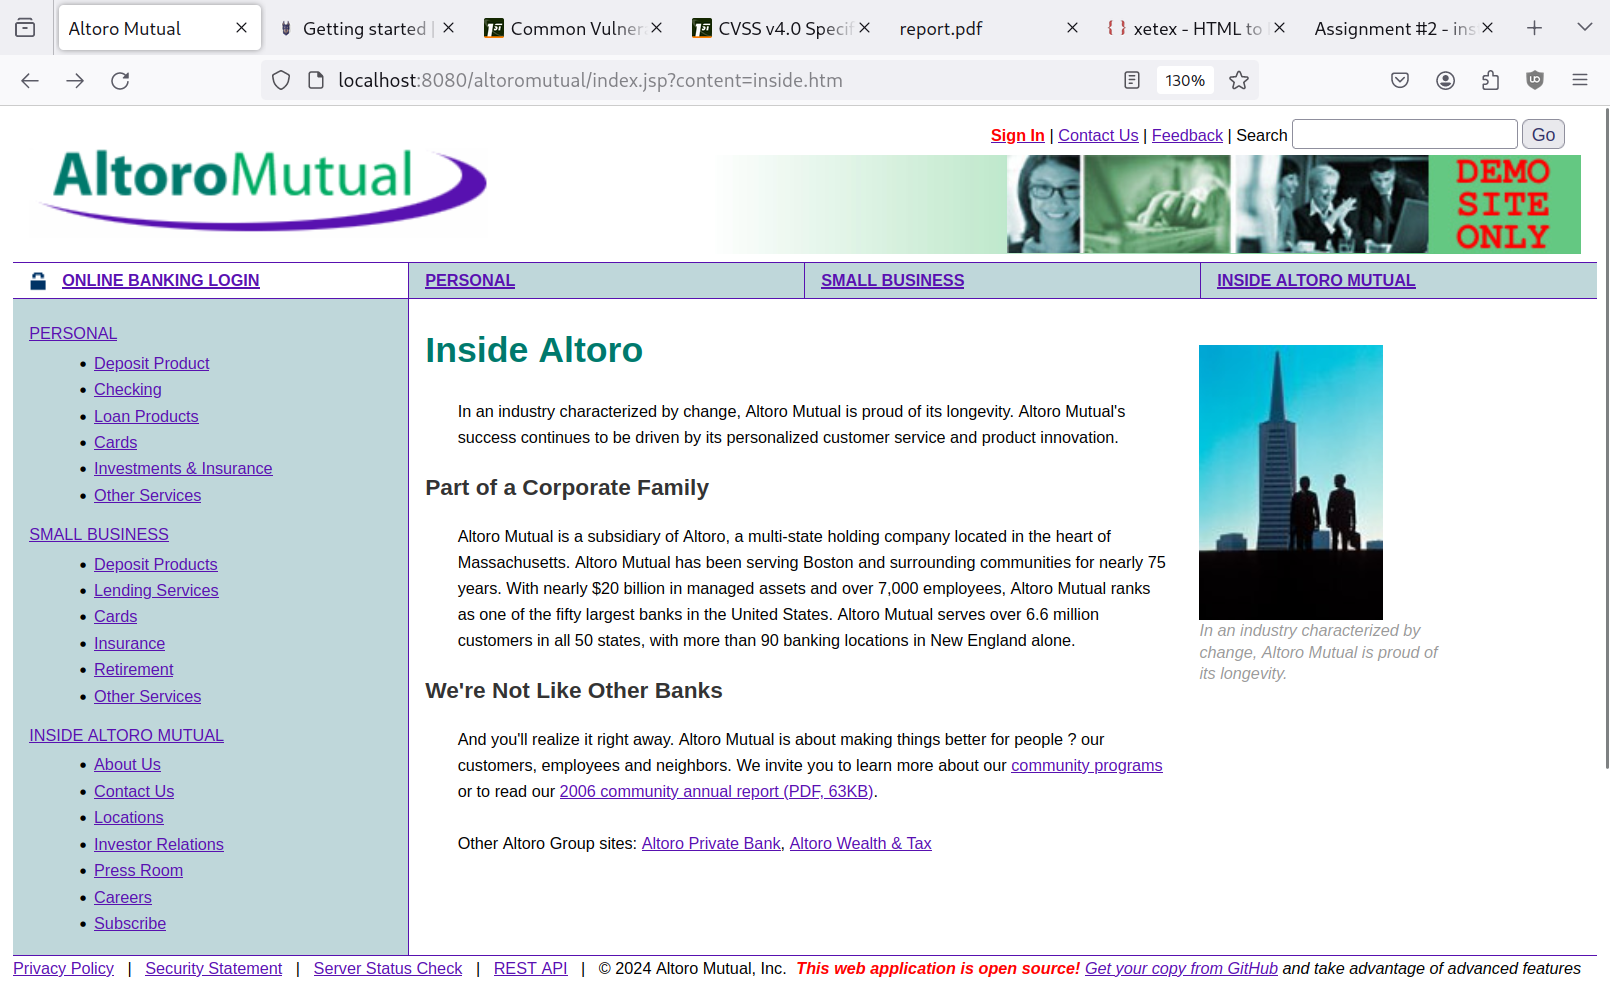 Altoro Mutual
Getting started |
Common Vulner
CVSS v4.0 Specif
report.pdf
xetex - HTML to
Assignment #2 - ins
localhost:8080/altoromutual/index.jsp?content=inside.htm
130%
Sign In | Contact Us | Feedback | Search
Go
AltoroMutual
DEMO
SITE
ONLY
ONLINE BANKING LOGIN
PERSONAL
SMALL BUSINESS
INSIDE ALTORO MUTUAL
PERSONAL
• Deposit Product
• Checking
• Loan Products
• Cards
• Investments & Insurance
• Other Services
SMALL BUSINESS
• Deposit Products
• Lending Services
• Cards
• Insurance
• Retirement
• Other Services
INSIDE ALTORO MUTUAL
• About Us
• Contact Us
• Locations
• Investor Relations
• Press Room
• Careers
• Subscribe
Inside Altoro
In an industry characterized by change, Altoro Mutual is proud of its longevity. Altoro Mutual's
success continues to be driven by its personalized customer service and product innovation.
Part of a Corporate Family
Altoro Mutual is a subsidiary of Altoro, a multi-state holding company located in the heart of
Massachusetts. Altoro Mutual has been serving Boston and surrounding communities for nearly 75
years. With nearly $20 billion in managed assets and over 7,000 employees, Altoro Mutual ranks
as one of the fifty largest banks in the United States. Altoro Mutual serves over 6.6 million
customers in all 50 states, with more than 90 banking locations in New England alone.
We're Not Like Other Banks
And you'll realize it right away. Altoro Mutual is about making things better for people ? our
customers, employees and neighbors. We invite you to learn more about our community programs
or to read our 2006 community annual report (PDF, 63KB).
Other Altoro Group sites: Altoro Private Bank, Altoro Wealth & Tax
In an industry characterized by
change, Altoro Mutual is proud of
its longevity.
Privacy Policy | Security Statement | Server Status Check | REST API | © 2024 Altoro Mutual, Inc. This web application is open source! Get your copy from GitHub and take advantage of advanced features